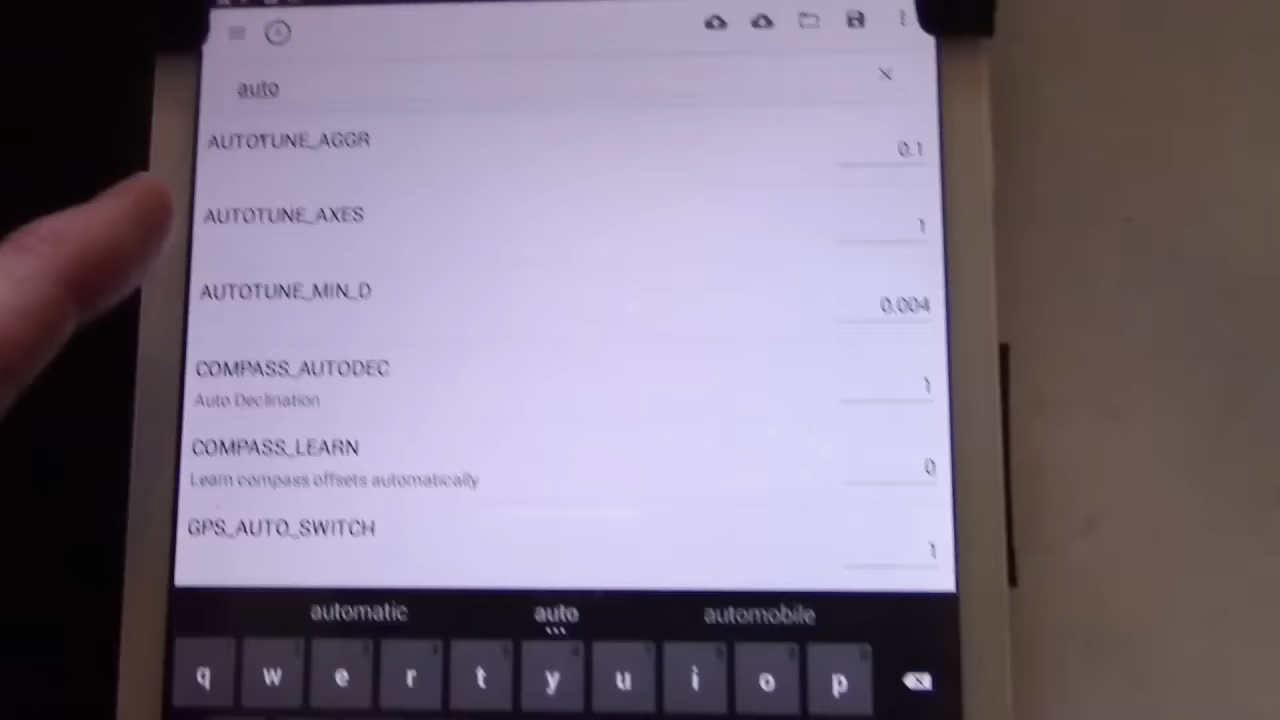 auto
AUTOTUNE_AGGR
0.1
AUTOTUNE_AXES
1
AUTOTUNE_MIN_D
0.004
COMPASS_AUTODEC
1
Auto Declination
COMPASS_LEARN
0
Learn compass offsets automatically
GPS_AUTO_SWITCH
1
automatic auto automobile
q w e r t y u i o p